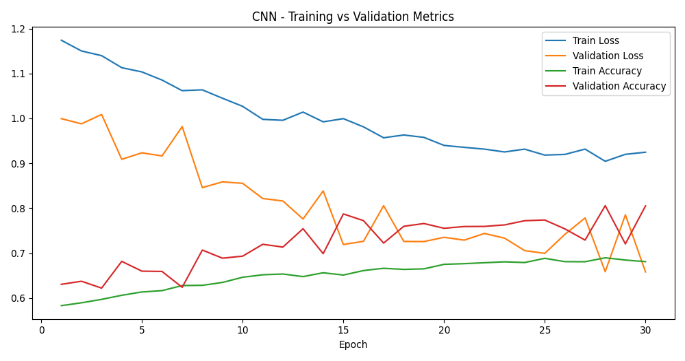 CNN - Training vs Validation Metrics
Train Loss
Validation Loss
Train Accuracy
Validation Accuracy
1.2
1.1
1.0
0.9
0.8
0.7
0.6
0 5 10 15 20 25 30
Epoch